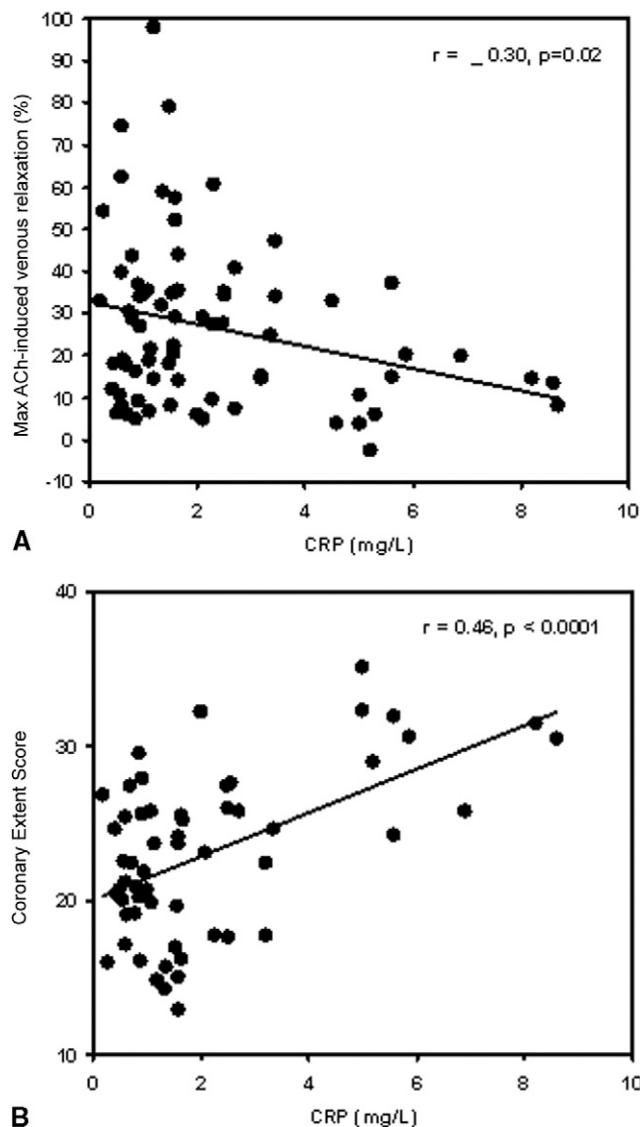 100
r = _ 0.30, p=0.02
90
80
70
60
50
40
30
20
10
0
-10
Max ACh-induced venous relaxation (%)
0 2 4 6 8 10
A
CRP (mg/L)
40
r = 0.46, p < 0.0001
30
20
10
Coronary Extent Score
0 2 4 6 8 10
B
CRP (mg/L)